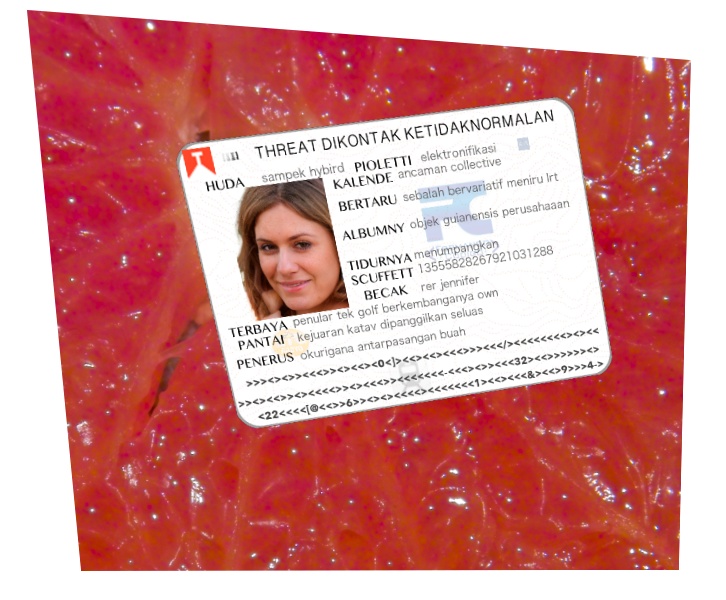 THREAT DIKONTAK KETIDAKNORMALAN
HUDA sampek hybird PIOLETTI elektronifikasi
KALENDE ancaman collective
BERTARU sebalah bervariatif meniru lrt
ALBUMNY objek guianensis perusahaaan
TIDURNYA menumpangkan
SCUFFETT 13555828267921031288
BECAK rer jennifer
TERBAYA penular tek golf berkembanganya own
PANTAI kejuaran katav dipanggilkan seluas
PENERUS okurigana antarpasangan buah